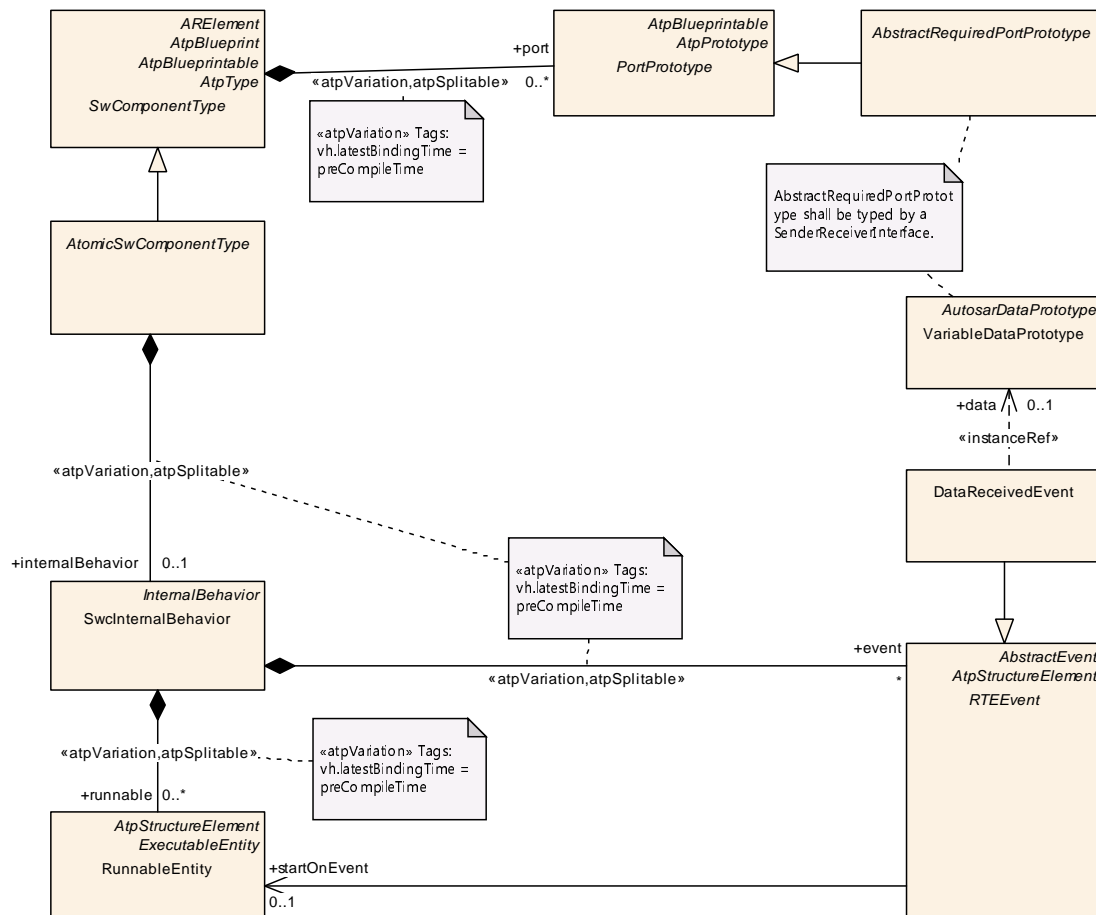 ARElement
AtpBlueprint
AtpBlueprintable
AtpType
SwComponentType
+port
«atpVariation,atpSplitable» 0..*
AtpBlueprintable
AtpPrototype
PortPrototype
AbstractRequiredPortPrototype
«atpVariation» Tags:
vh.latestBindingTime =
preCompileTime
AbstractRequiredPortPrototot
ype shall be typed by a
SenderReceiverInterface.
AtomicSwComponentType
AutosarDataPrototype
VariableDataPrototype
+data 0..1
«instanceRef»
«atpVariation,atpSplitable»
DataReceivedEvent
+internalBehavior 0..1
«atpVariation» Tags:
vh.latestBindingTime =
preCompileTime
InternalBehavior
SwcInternalBehavior
+event
«atpVariation,atpSplitable» *
AbstractEvent
AtpStructureElement
RTEEvent
«atpVariation,atpSplitable»
«atpVariation» Tags:
vh.latestBindingTime =
preCompileTime
+runnable 0..*
AtpStructureElement
ExecutableEntity
RunnableEntity
+startOnEvent
0..1